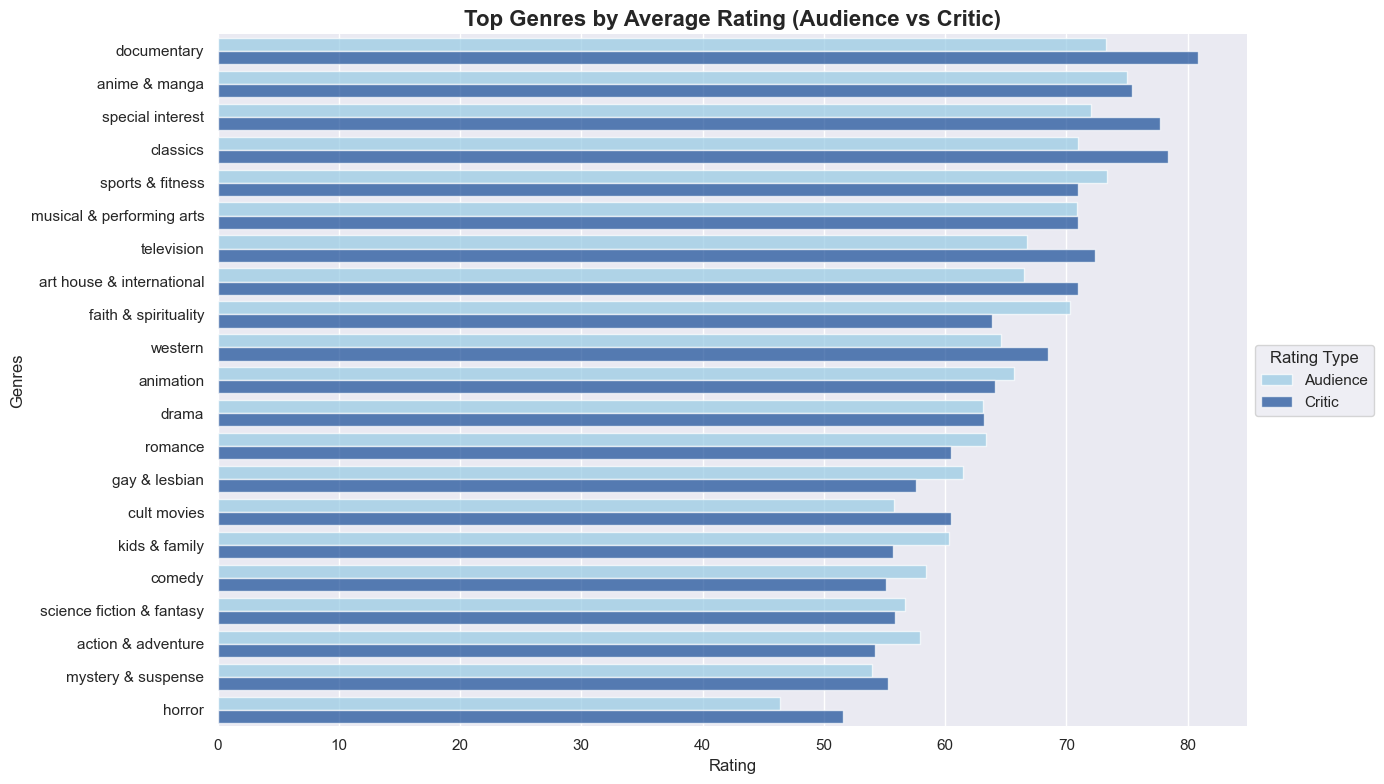 Top Genres by Average Rating (Audience vs Critic)
documentary
anime & manga
special interest
classics
sports & fitness
musical & performing arts
television
art house & international
faith & spirituality
western
animation
drama
romance
gay & lesbian
cult movies
kids & family
comedy
science fiction & fantasy
action & adventure
mystery & suspense
horror
Genres
0 10 20 30 40 50 60 70 80
Rating
Rating Type
Audience
Critic